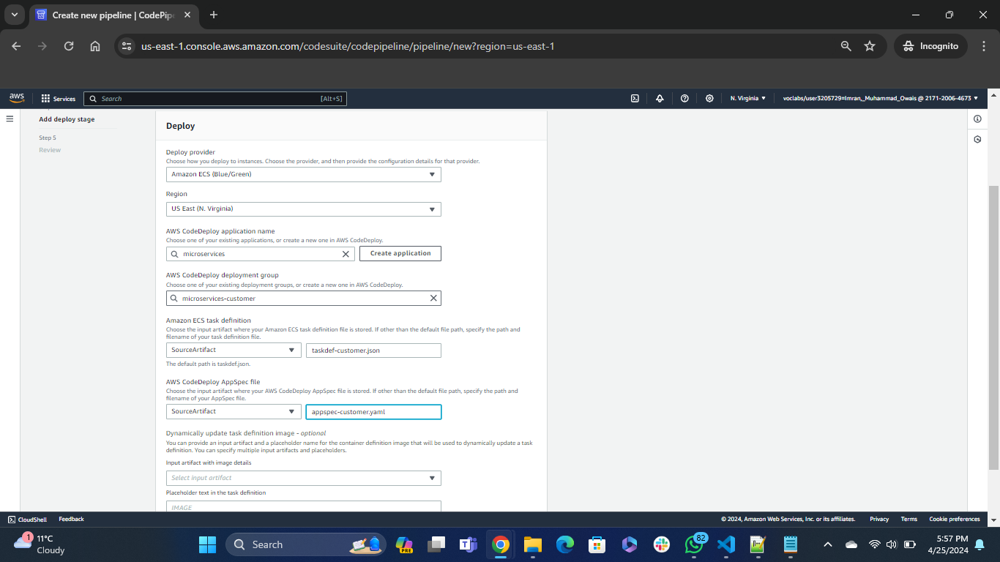 Create new pipeline | CodePip
us-east-1.console.aws.amazon.com/codesuite/codepipeline/pipeline/new?region=us-east-1
Incognito
aws
Services
Search
[Alt+S]
N. Virginia
voclabs/user3205729=Imran,_Muhammad_Owais @ 2171-2006-4673
Add deploy stage
Step 5
Review
Deploy
Deploy provider
Choose how you deploy to instances. Choose the provider, and then provide the configuration details for that provider.
Amazon ECS (Blue/Green)
Region
US East (N. Virginia)
AWS CodeDeploy application name
Choose one of your existing applications, or create a new one in AWS CodeDeploy.
microservices
Create application
AWS CodeDeploy deployment group
Choose one of your existing deployment groups, or create a new one in AWS CodeDeploy.
microservices-customer
Amazon ECS task definition
Choose the input artifact where your Amazon ECS task definition file is stored. If other than the default file path, specify the path and
filename of your task definition file.
SourceArtifact
taskdef-customer.json
The default path is taskdef.json.
AWS CodeDeploy AppSpec file
Choose the input artifact where your AWS CodeDeploy AppSpec file is stored. If other than the default file path, specify the path and
filename of your AppSpec file.
SourceArtifact
appspec-customer.yaml
Dynamically update task definition image - optional
You can provide an input artifact and a placeholder name for the container definition image that will be used to dynamically update a task
definition. You can specify multiple input artifacts and placeholders.
Input artifact with image details
Select input artifact
Placeholder text in the task definition
IMAGE
CloudShell
Feedback
© 2024, Amazon Web Services, Inc. or its affiliates.
Privacy
Terms
Cookie preferences
1
11°C
Cloudy
Search
PRE
82
5:57 PM
4/25/2024